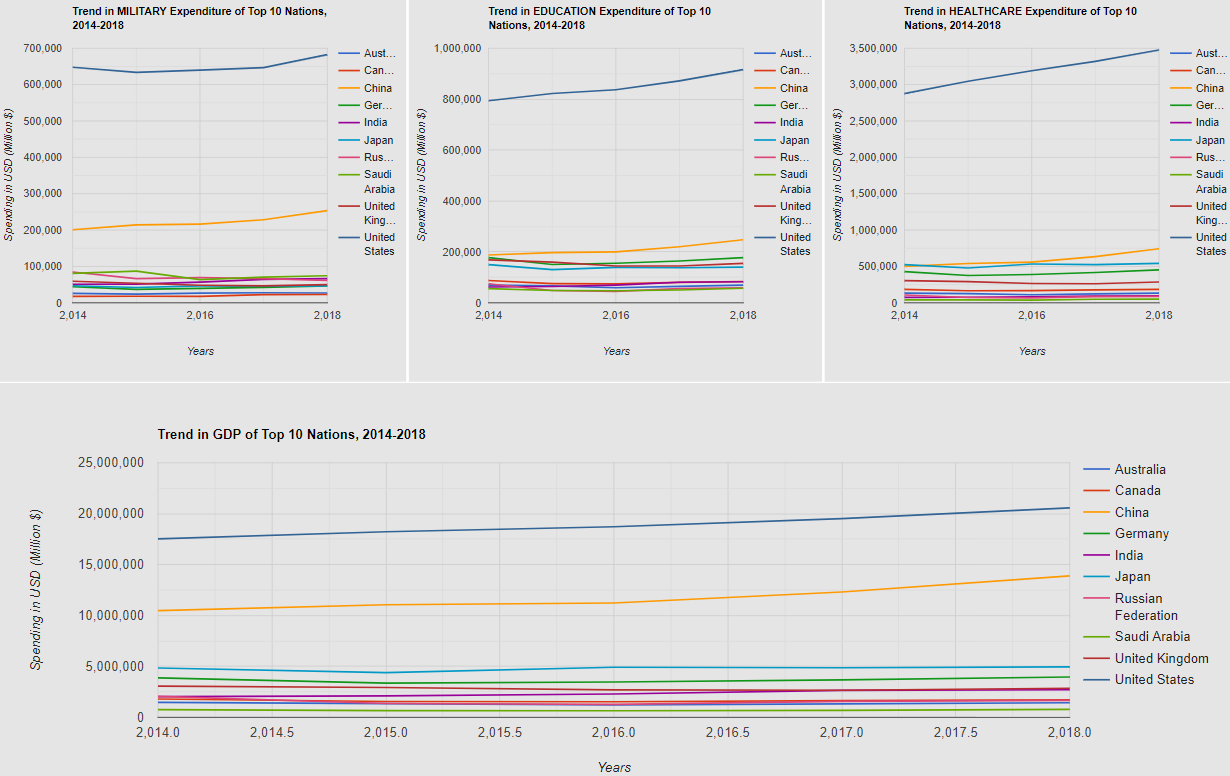 Trend in MILITARY Expenditure of Top 10 Nations,
2014-2018
700,000
600,000
500,000
400,000
300,000
200,000
100,000
0
Spending in USD (Million $)
2,014
2,016
2,018
Years
Aust...
Can...
China
Ger...
India
Japan
Rus...
Saudi
Arabia
United
King...
United
States
Trend in EDUCATION Expenditure of Top 10
Nations, 2014-2018
1,000,000
800,000
600,000
400,000
200,000
0
Spending in USD (Million $)
2,014
2,016
2,018
Years
Aust...
Can...
China
Ger...
India
Japan
Rus...
Saudi
Arabia
United
King...
United
States
Trend in HEALTHCARE Expenditure of Top 10
Nations, 2014-2018
3,500,000
3,000,000
2,500,000
2,000,000
1,500,000
1,000,000
500,000
0
Spending in USD (Million $)
2,014
2,016
2,018
Years
Aust...
Can...
China
Ger...
India
Japan
Rus...
Saudi
Arabia
United
King...
United
States
Trend in GDP of Top 10 Nations, 2014-2018
25,000,000
20,000,000
15,000,000
10,000,000
5,000,000
0
Spending in USD (Million $)
2,014.0
2,014.5
2,015.0
2,015.5
2,016.0
2,016.5
2,017.0
2,017.5
2,018.0
Years
Australia
Canada
China
Germany
India
Japan
Russian
Federation
Saudi Arabia
United Kingdom
United States